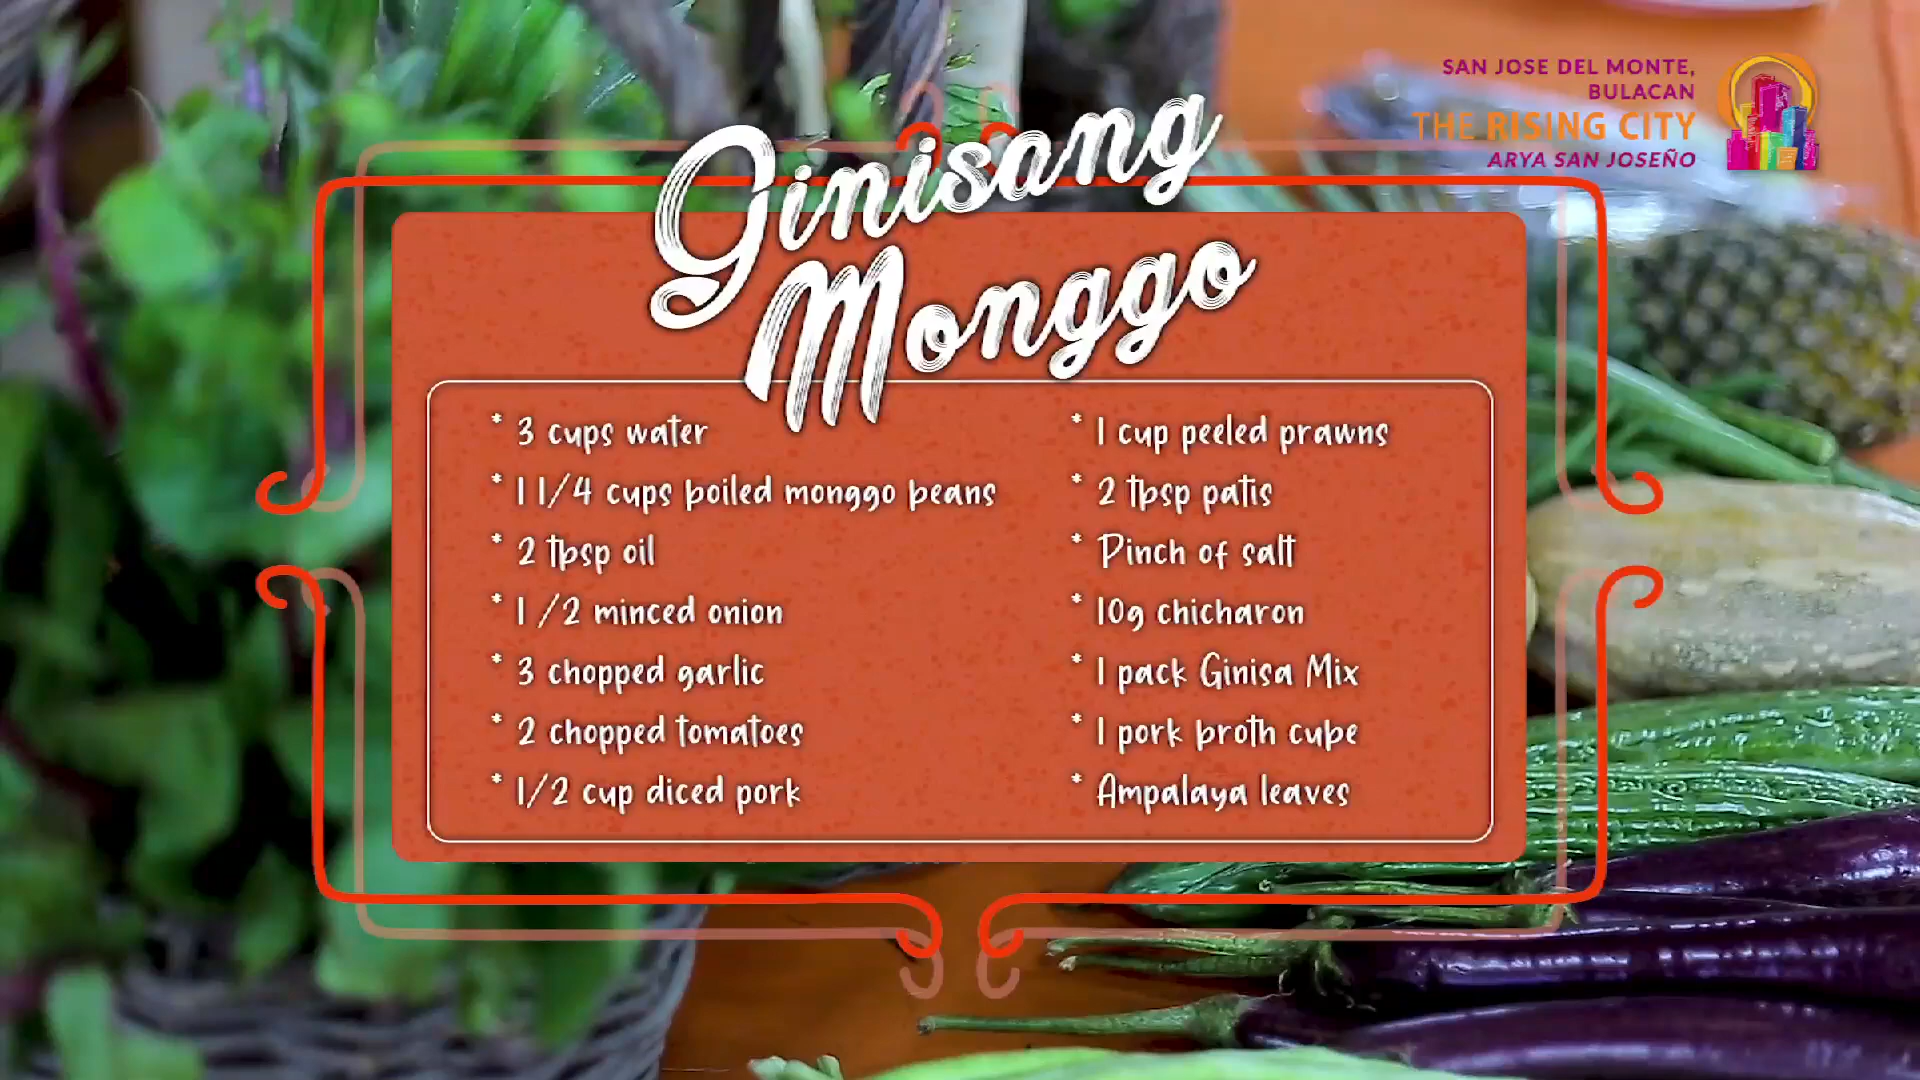 SAN JOSE DEL MONTE,
BULACAN
THE RISING CITY
ARYA SAN JOSEÑO
Ginisang
Monggo
* 3 cups water
* 1 1/4 cups boiled monggo beans
* 2 tbsp oil
* 1 /2 minced onion
* 3 chopped garlic
* 2 chopped tomatoes
* 1/2 cup diced pork
* 1 cup peeled prawns
* 2 tbsp patis
* Pinch of salt
* 10g chicharon
* 1 pack Ginisa Mix
* 1 pork broth cube
* Ampalaya leaves